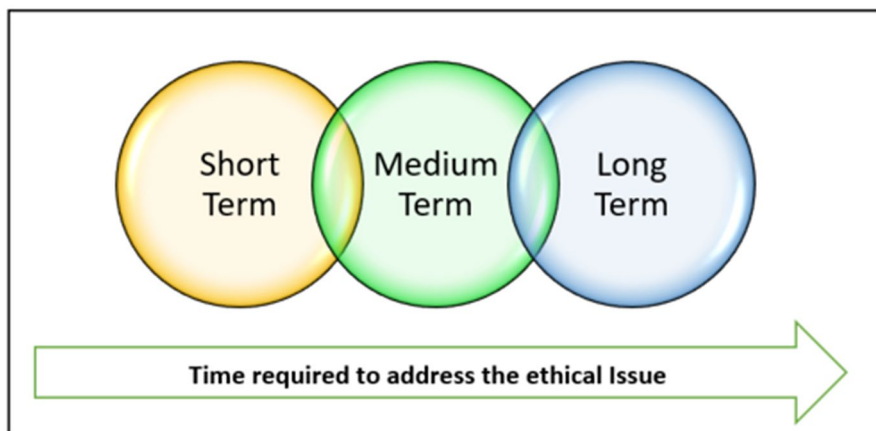 Short
Term
Medium
Term
Long
Term
Time required to address the ethical Issue